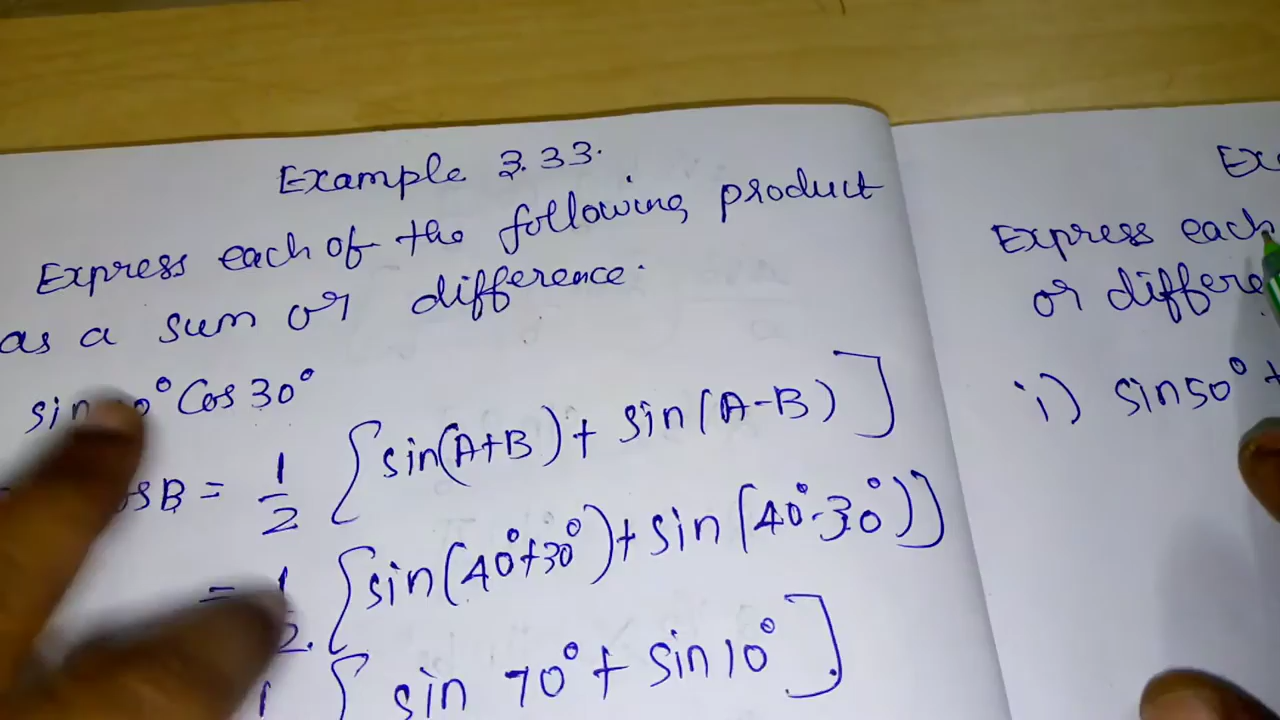 Example 3.33.
Express each of the following product
as a sum or difference.
sin 0° Cos 30°
B = 1/2 [sin(A+B) + sin(A-B)]
= 1/2. [sin(40°+30°) + sin(40°-30°)]
[sin 70° + sin 10°].
Ex
Express each
or differe
i) sin 50° +